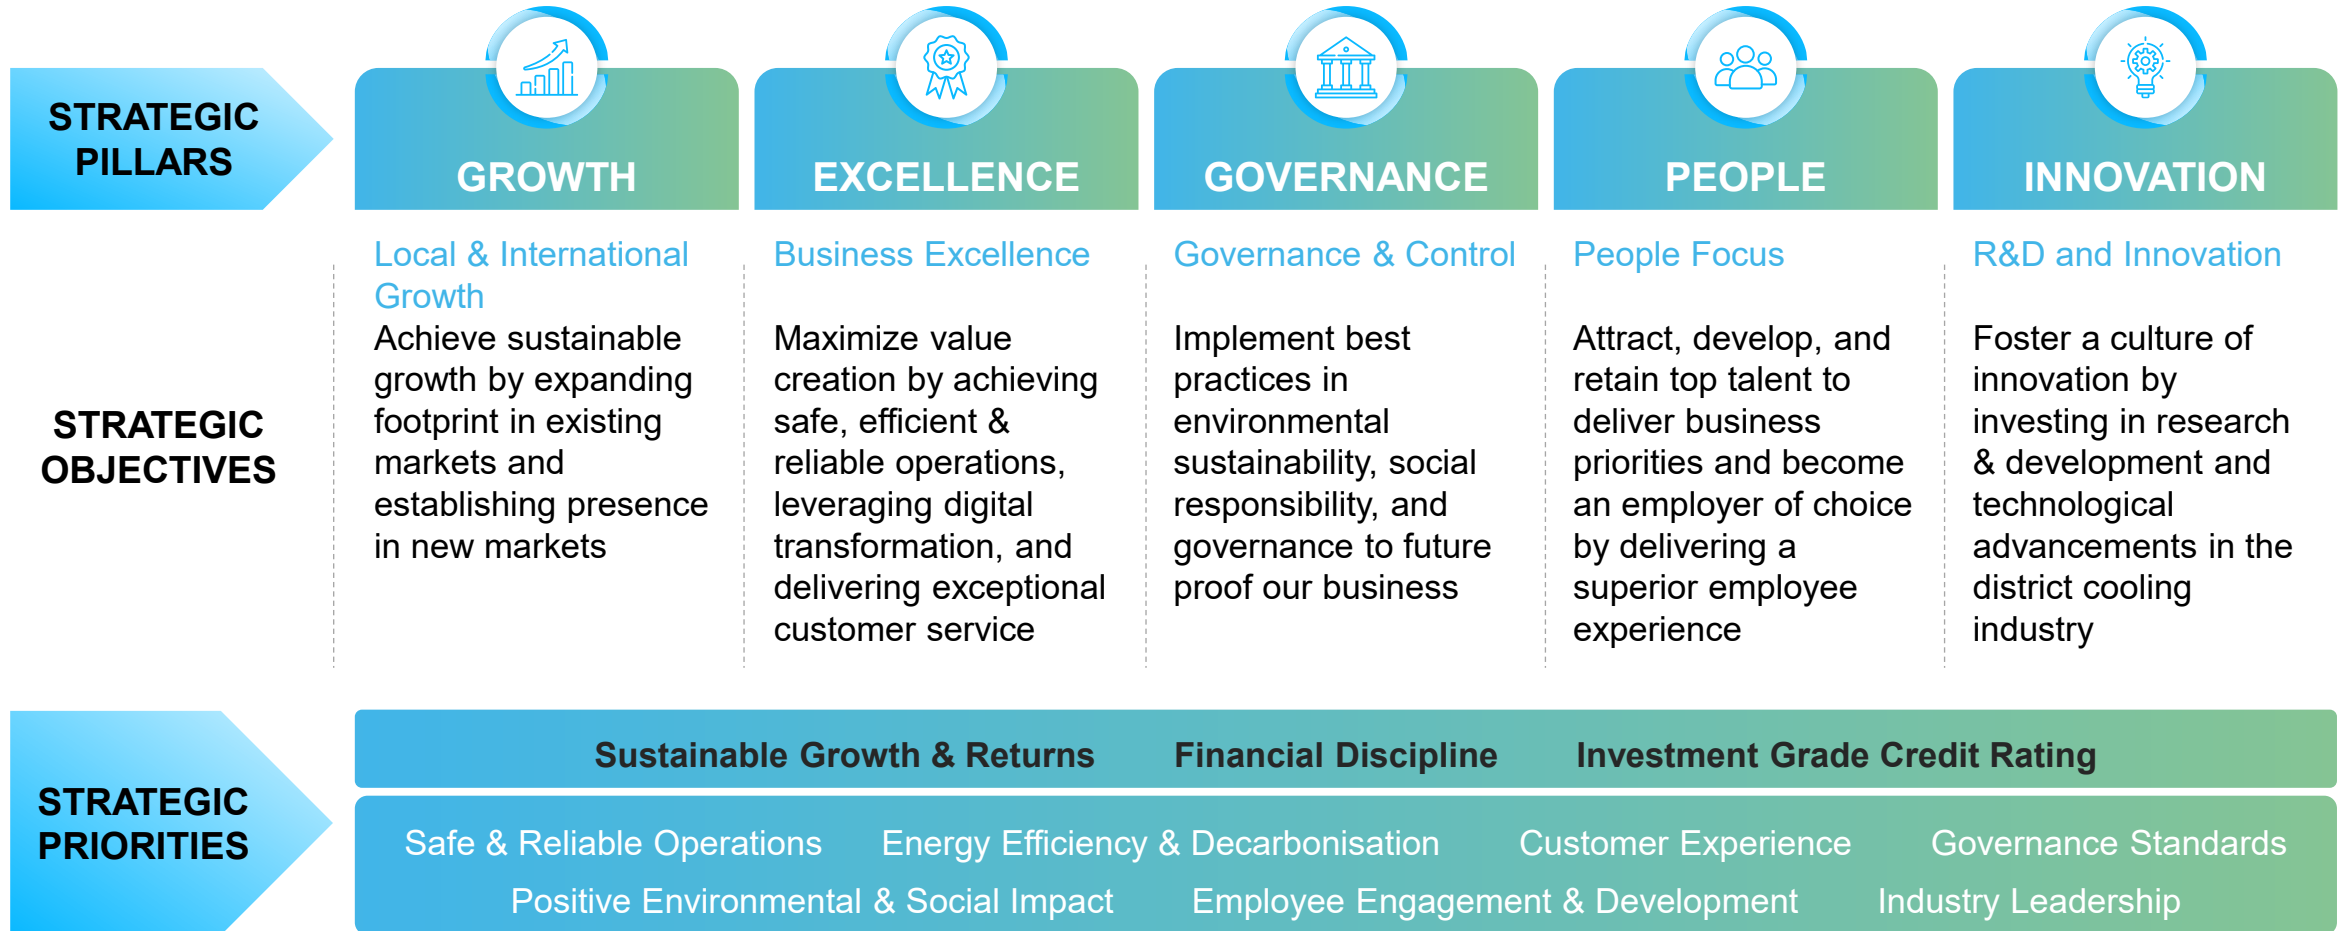 STRATEGIC
PILLARS
GROWTH
EXCELLENCE
GOVERNANCE
PEOPLE
INNOVATION
STRATEGIC
OBJECTIVES
Local & International
Growth
Achieve sustainable
growth by expanding
footprint in existing
markets and
establishing presence
in new markets
Business Excellence
Maximize value
creation by achieving
safe, efficient &
reliable operations,
leveraging digital
transformation, and
delivering exceptional
customer service
Governance & Control
Implement best
practices in
environmental
sustainability, social
responsibility, and
governance to future
proof our business
People Focus
Attract, develop, and
retain top talent to
deliver business
priorities and become
an employer of choice
by delivering a
superior employee
experience
R&D and Innovation
Foster a culture of
innovation by
investing in research
& development and
technological
advancements in the
district cooling
industry
STRATEGIC
PRIORITIES
Sustainable Growth & Returns Financial Discipline Investment Grade Credit Rating
Safe & Reliable Operations Energy Efficiency & Decarbonisation Customer Experience Governance Standards
Positive Environmental & Social Impact Employee Engagement & Development Industry Leadership